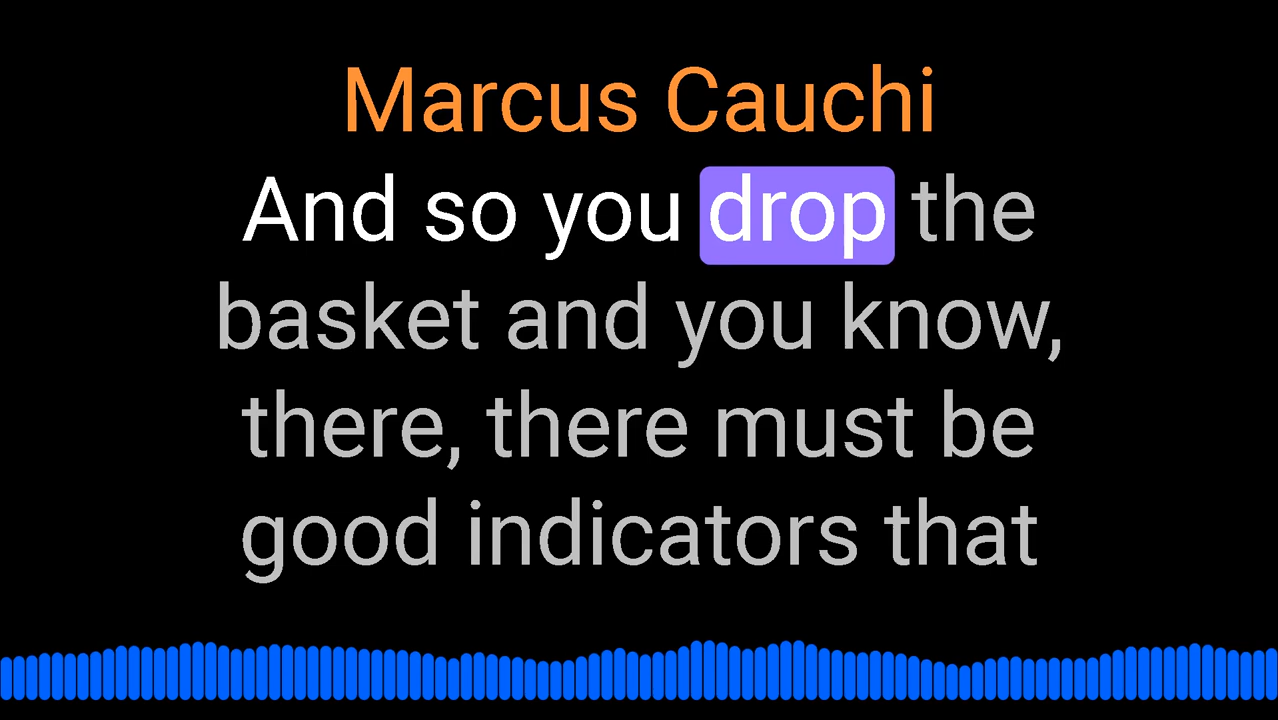 Marcus Cauchi
And so you drop the
basket and you know,
there, there must be
good indicators that